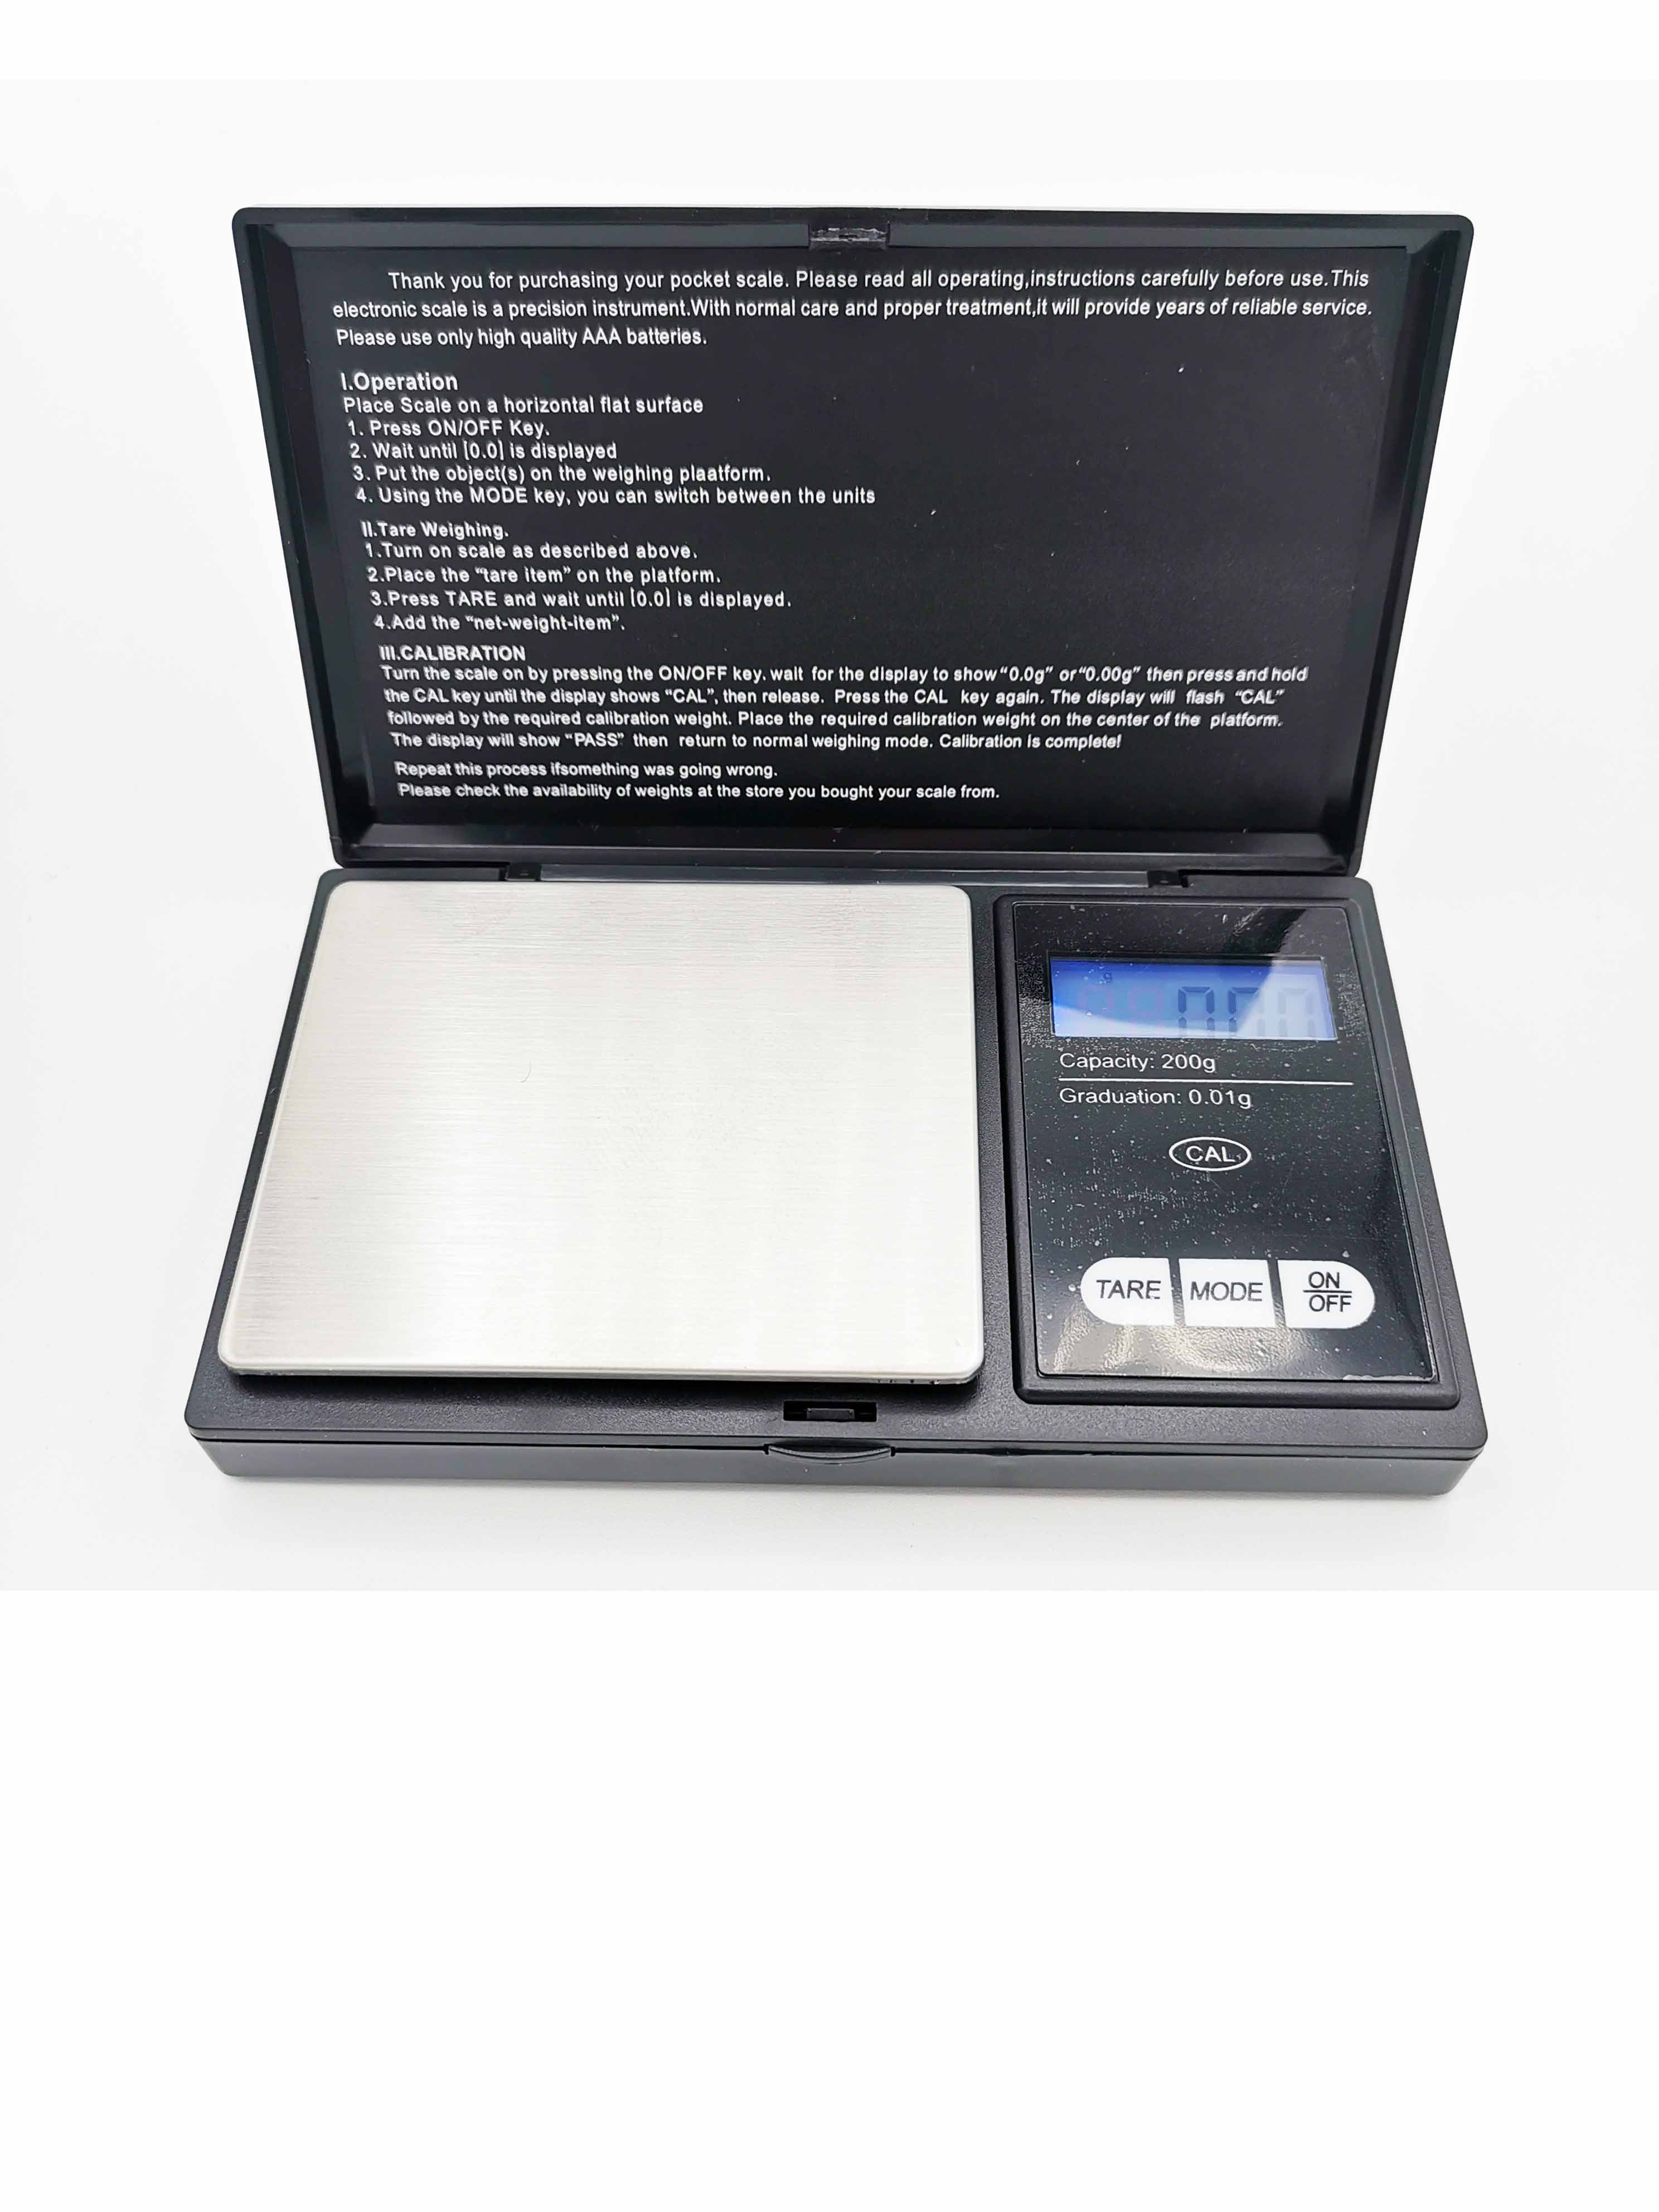 Thank you for purchasing your pocket scale. Please read all operating,instructions carefully before use.This
electronic scale is a precision instrument.With normal care and proper treatment,it will provide years of reliable service.
Please use only high quality AAA batteries.
I.Operation
Place Scale on a horizontal flat surface
1. Press ON/OFF Key.
2. Wait until [0.0] is displayed
3. Put the object(s) on the weighing plaatform.
4. Using the MODE key, you can switch between the units
II.Tare Weighing.
1.Turn on scale as described above.
2.Place the “tare item” on the platform.
3.Press TARE and wait until [0.0] is displayed.
4.Add the “net-weight-item”.
III.CALIBRATION
Turn the scale on by pressing the ON/OFF key. wait for the display to show “0.0g” or “0.00g” then press and hold
the CAL key until the display shows “CAL”, then release. Press the CAL key again. The display will flash “CAL”
followed by the required calibration weight. Place the required calibration weight on the center of the platform.
The display will show “PASS” then return to normal weighing mode. Calibration is complete!
Repeat this process ifsomething was going wrong.
Please check the availability of weights at the store you bought your scale from.
g
000
Capacity: 200g
Graduation: 0.01g
CAL
TARE MODE ON
OFF